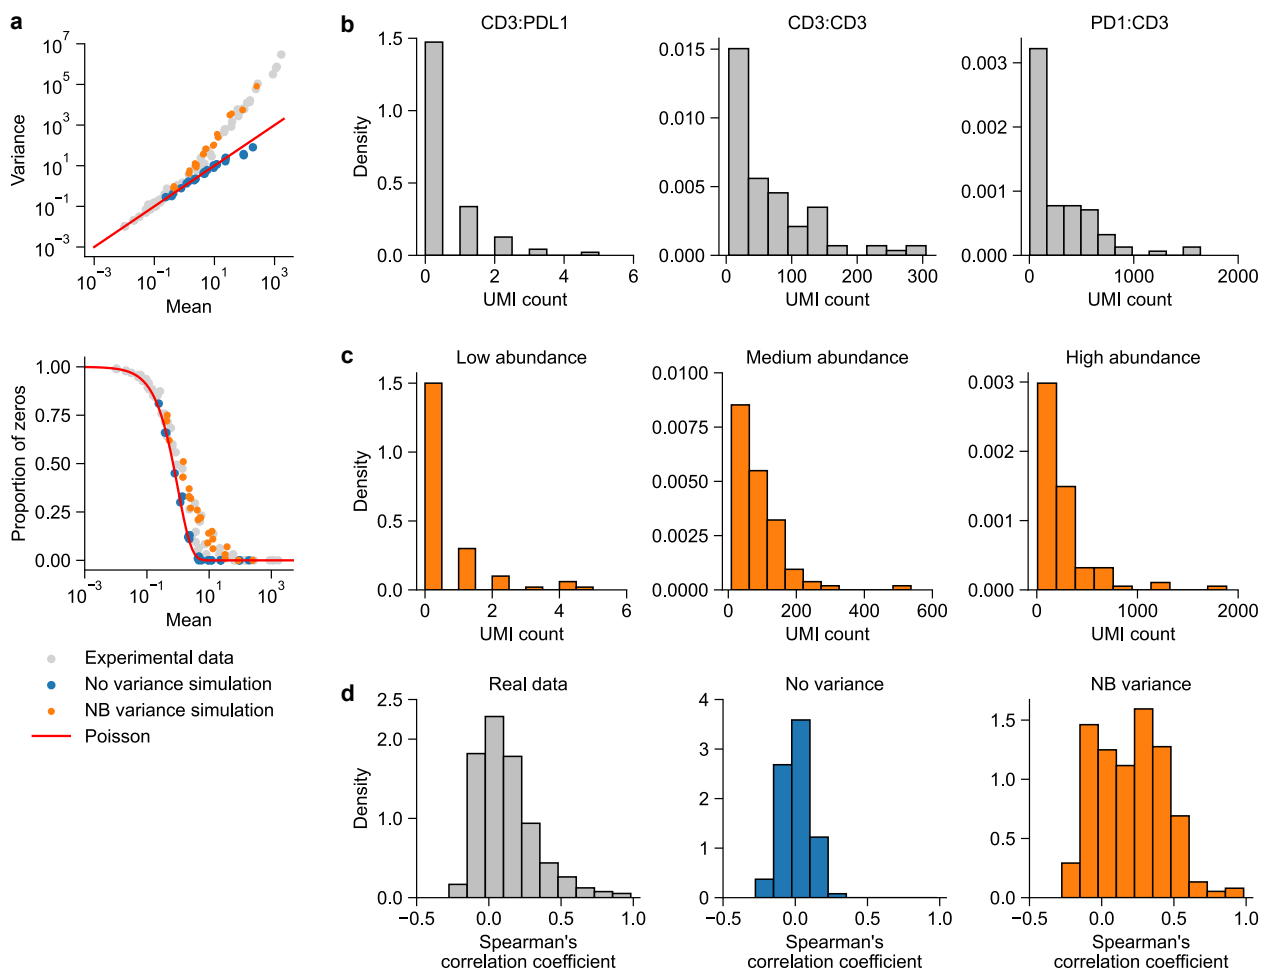 a
10^7
10^5
10^3
10^1
10^−1
10^−3
Variance
10^−3 10^−1 10^1 10^3
Mean
1.00
0.75
0.50
0.25
0.00
Proportion of zeros
10^−3 10^−1 10^1 10^3
Mean
Experimental data
No variance simulation
NB variance simulation
Poisson
b
CD3:PDL1
1.5
1.0
0.5
0.0
Density
0 2 4 6
UMI count
CD3:CD3
0.015
0.010
0.005
0.000
0 100 200 300
UMI count
PD1:CD3
0.003
0.002
0.001
0.000
0 1000 2000
UMI count
c
Low abundance
1.5
1.0
0.5
0.0
Density
0 2 4 6
UMI count
Medium abundance
0.0100
0.0075
0.0050
0.0025
0.0000
0 200 400 600
UMI count
High abundance
0.003
0.002
0.001
0.000
0 1000 2000
UMI count
d
Real data
2.5
2.0
1.0
0.0
Density
−0.5 0.0 0.5 1.0
Spearman's
correlation coefficient
No variance
4
3
2
1
0
−0.5 0.0 0.5 1.0
Spearman's
correlation coefficient
NB variance
1.5
1.0
0.5
0.0
−0.5 0.0 0.5 1.0
Spearman's
correlation coefficient